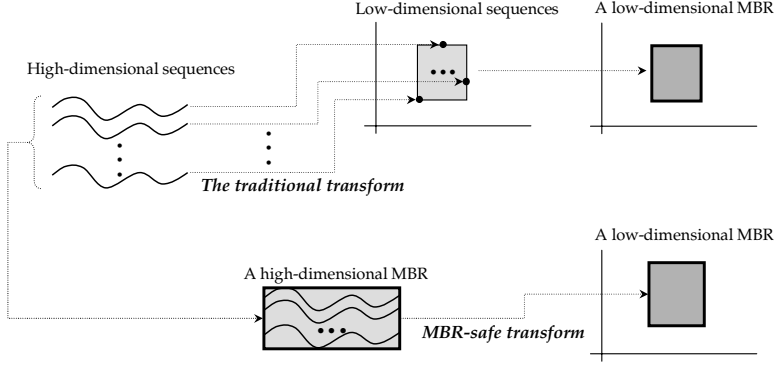 Low-dimensional sequences
A low-dimensional MBR
High-dimensional sequences
The traditional transform
A low-dimensional MBR
A high-dimensional MBR
MBR-safe transform